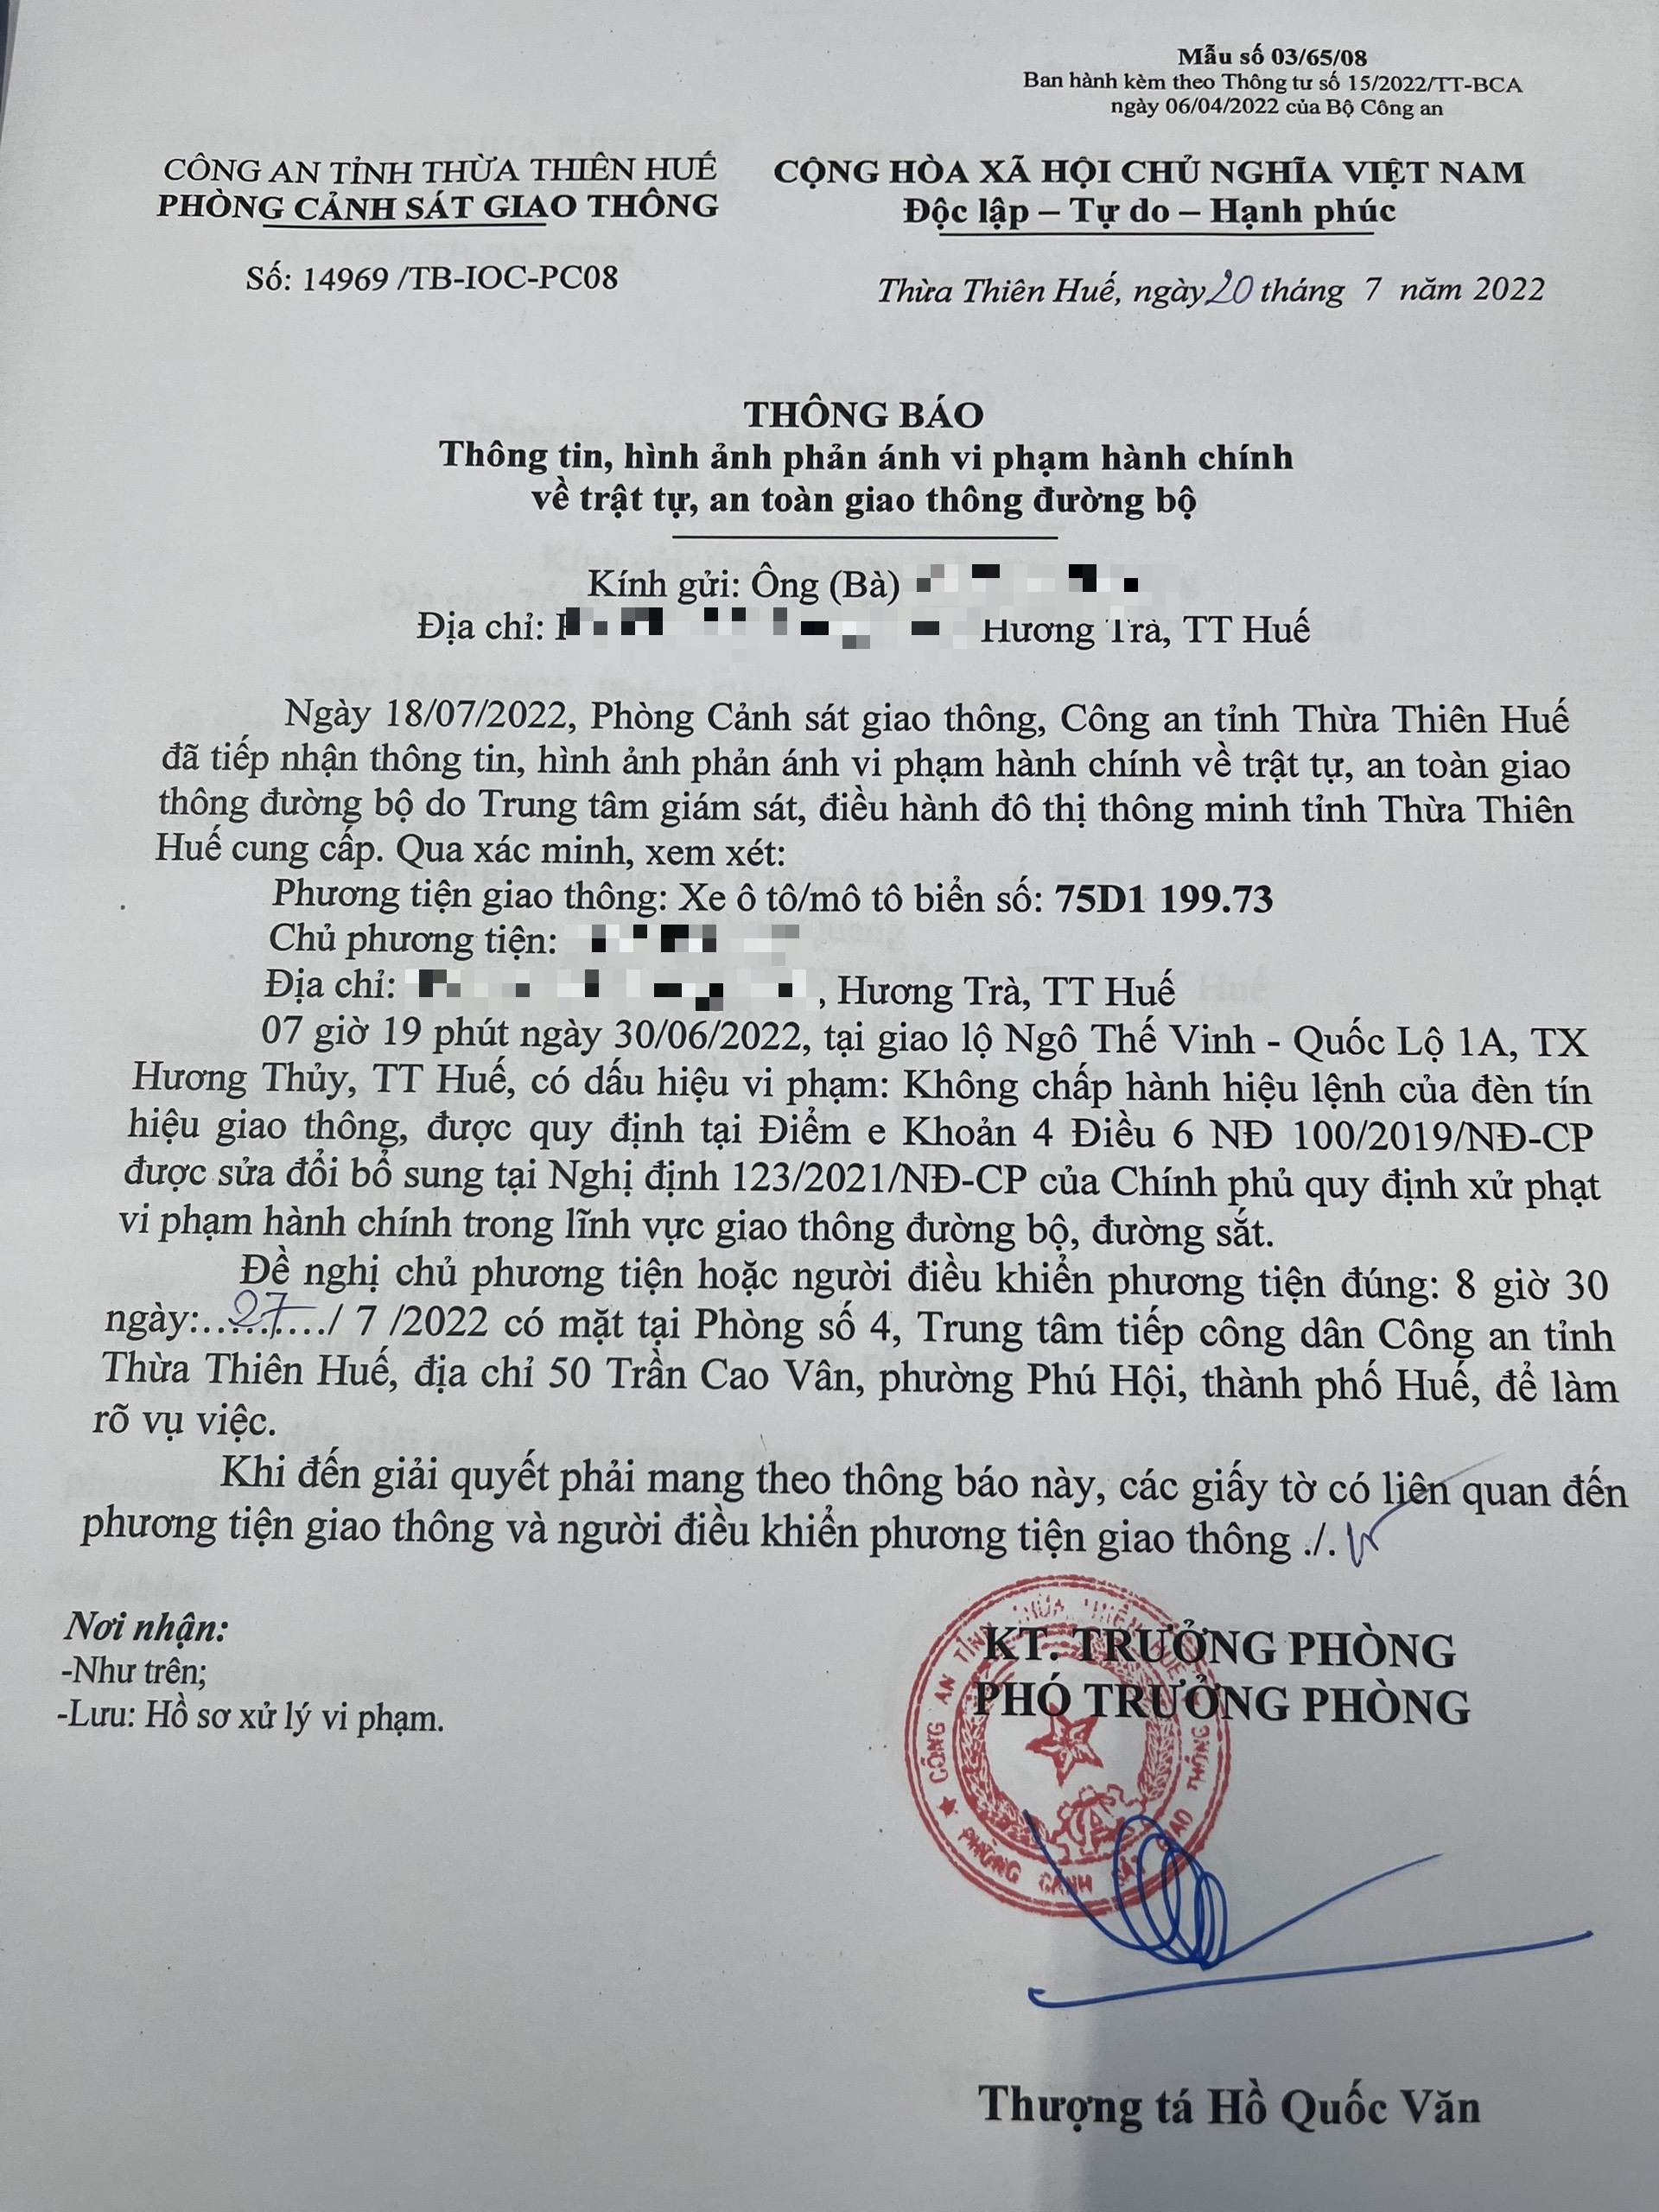 Mẫu số 03/65/08
Ban hành kèm theo Thông tư số 15/2022/TT-BCA
ngày 06/04/2022 của Bộ Công an
CÔNG AN TỈNH THỪA THIÊN HUẾ
PHÒNG CẢNH SÁT GIAO THÔNG
CỘNG HÒA XÃ HỘI CHỦ NGHĨA VIỆT NAM
Độc lập – Tự do – Hạnh phúc
Số: 14969 /TB-IOC-PC08
Thừa Thiên Huế, ngày 20 tháng 7 năm 2022
THÔNG BÁO
Thông tin, hình ảnh phản ánh vi phạm hành chính
về trật tự, an toàn giao thông đường bộ
Kính gửi: Ông (Bà)
Địa chỉ: Hương Trà, TT Huế
Ngày 18/07/2022, Phòng Cảnh sát giao thông, Công an tỉnh Thừa Thiên Huế
đã tiếp nhận thông tin, hình ảnh phản ánh vi phạm hành chính về trật tự, an toàn giao
thông đường bộ do Trung tâm giám sát, điều hành đô thị thông minh tỉnh Thừa Thiên
Huế cung cấp. Qua xác minh, xem xét:
Phương tiện giao thông: Xe ô tô/mô tô biển số: 75D1 199.73
Chủ phương tiện:
Địa chỉ: , Hương Trà, TT Huế
07 giờ 19 phút ngày 30/06/2022, tại giao lộ Ngô Thế Vinh - Quốc Lộ 1A, TX
Hương Thủy, TT Huế, có dấu hiệu vi phạm: Không chấp hành hiệu lệnh của đèn tín
hiệu giao thông, được quy định tại Điểm e Khoản 4 Điều 6 NĐ 100/2019/NĐ-CP
được sửa đổi bổ sung tại Nghị định 123/2021/NĐ-CP của Chính phủ quy định xử phạt
vi phạm hành chính trong lĩnh vực giao thông đường bộ, đường sắt.
Đề nghị chủ phương tiện hoặc người điều khiển phương tiện đúng: 8 giờ 30
ngày:...27.../ 7 /2022 có mặt tại Phòng số 4, Trung tâm tiếp công dân Công an tỉnh
Thừa Thiên Huế, địa chỉ 50 Trần Cao Vân, phường Phú Hội, thành phố Huế, để làm
rõ vụ việc.
Khi đến giải quyết phải mang theo thông báo này, các giấy tờ có liên quan đến
phương tiện giao thông và người điều khiển phương tiện giao thông ./.
Nơi nhận:
-Như trên;
-Lưu: Hồ sơ xử lý vi phạm.
KT. TRƯỞNG PHÒNG
PHÓ TRƯỞNG PHÒNG
CÔNG AN TỈNH THỪA THIÊN HUẾ
PHÒNG CẢNH SÁT GIAO THÔNG
Thượng tá Hồ Quốc Văn